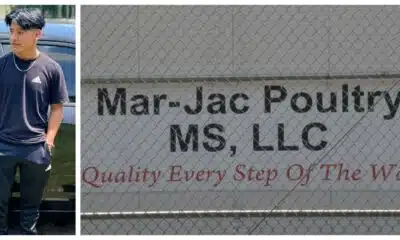 Mar-Jac Poultry
MS, LLC
Quality Every Step Of The